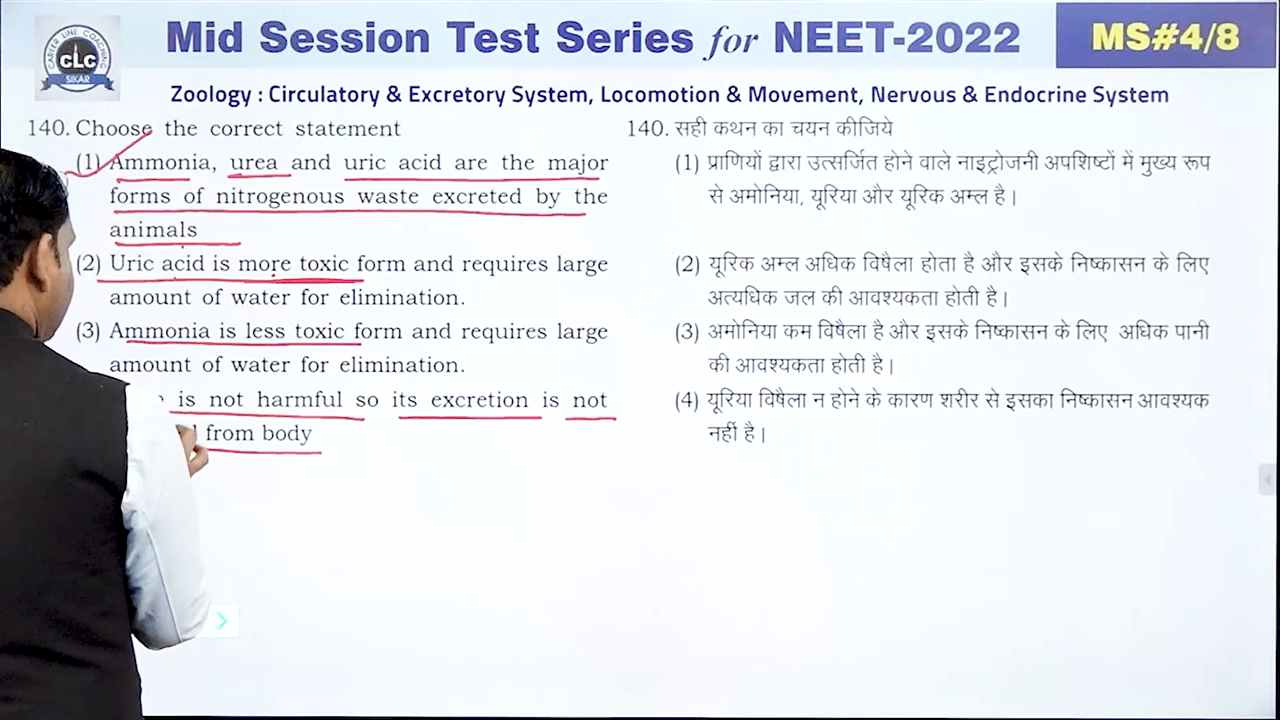 Mid Session Test Series for NEET-2022
MS#4/8
CAREER LINE COACHING
CLC
SIKAR
Zoology : Circulatory & Excretory System, Locomotion & Movement, Nervous & Endocrine System
140. Choose the correct statement
(1) Ammonia, urea and uric acid are the major
forms of nitrogenous waste excreted by the
animals
(2) Uric acid is more toxic form and requires large
amount of water for elimination.
(3) Ammonia is less toxic form and requires large
amount of water for elimination.
is not harmful so its excretion is not
from body
140. सही कथन का चयन कीजिये
(1) प्राणियों द्वारा उत्सर्जित होने वाले नाइट्रोजनी अपशिष्टों में मुख्य रूप
से अमोनिया, यूरिया और यूरिक अम्ल है।
(2) यूरिक अम्ल अधिक विषैला होता है और इसके निष्कासन के लिए
अत्यधिक जल की आवश्यकता होती है।
(3) अमोनिया कम विषैला है और इसके निष्कासन के लिए अधिक पानी
की आवश्यकता होती है।
(4) यूरिया विषैला न होने के कारण शरीर से इसका निष्कासन आवश्यक
नहीं है।